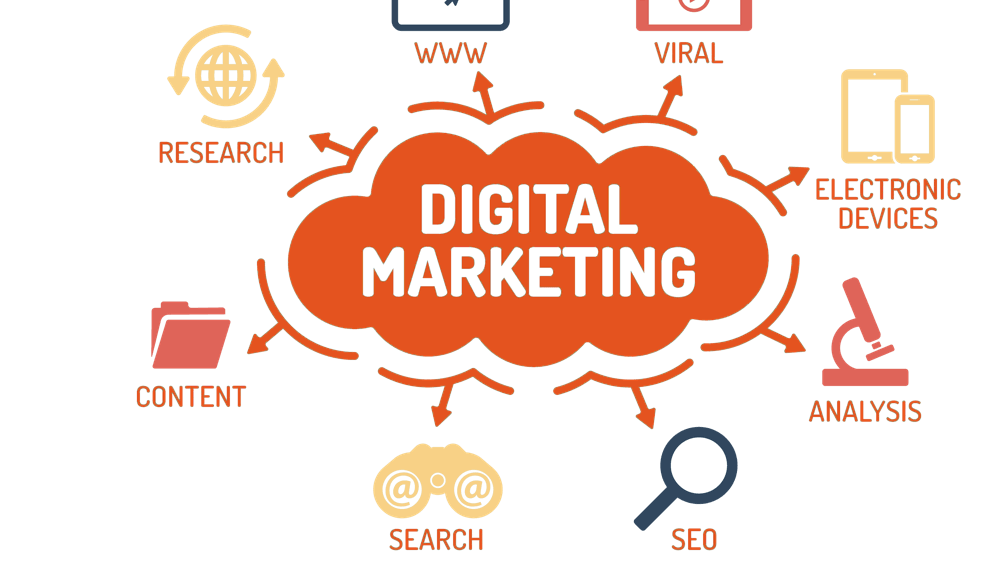 WWW
VIRAL
RESEARCH
ELECTRONIC
DEVICES
DIGITAL
MARKETING
CONTENT
ANALYSIS
@ @
SEARCH
SEO